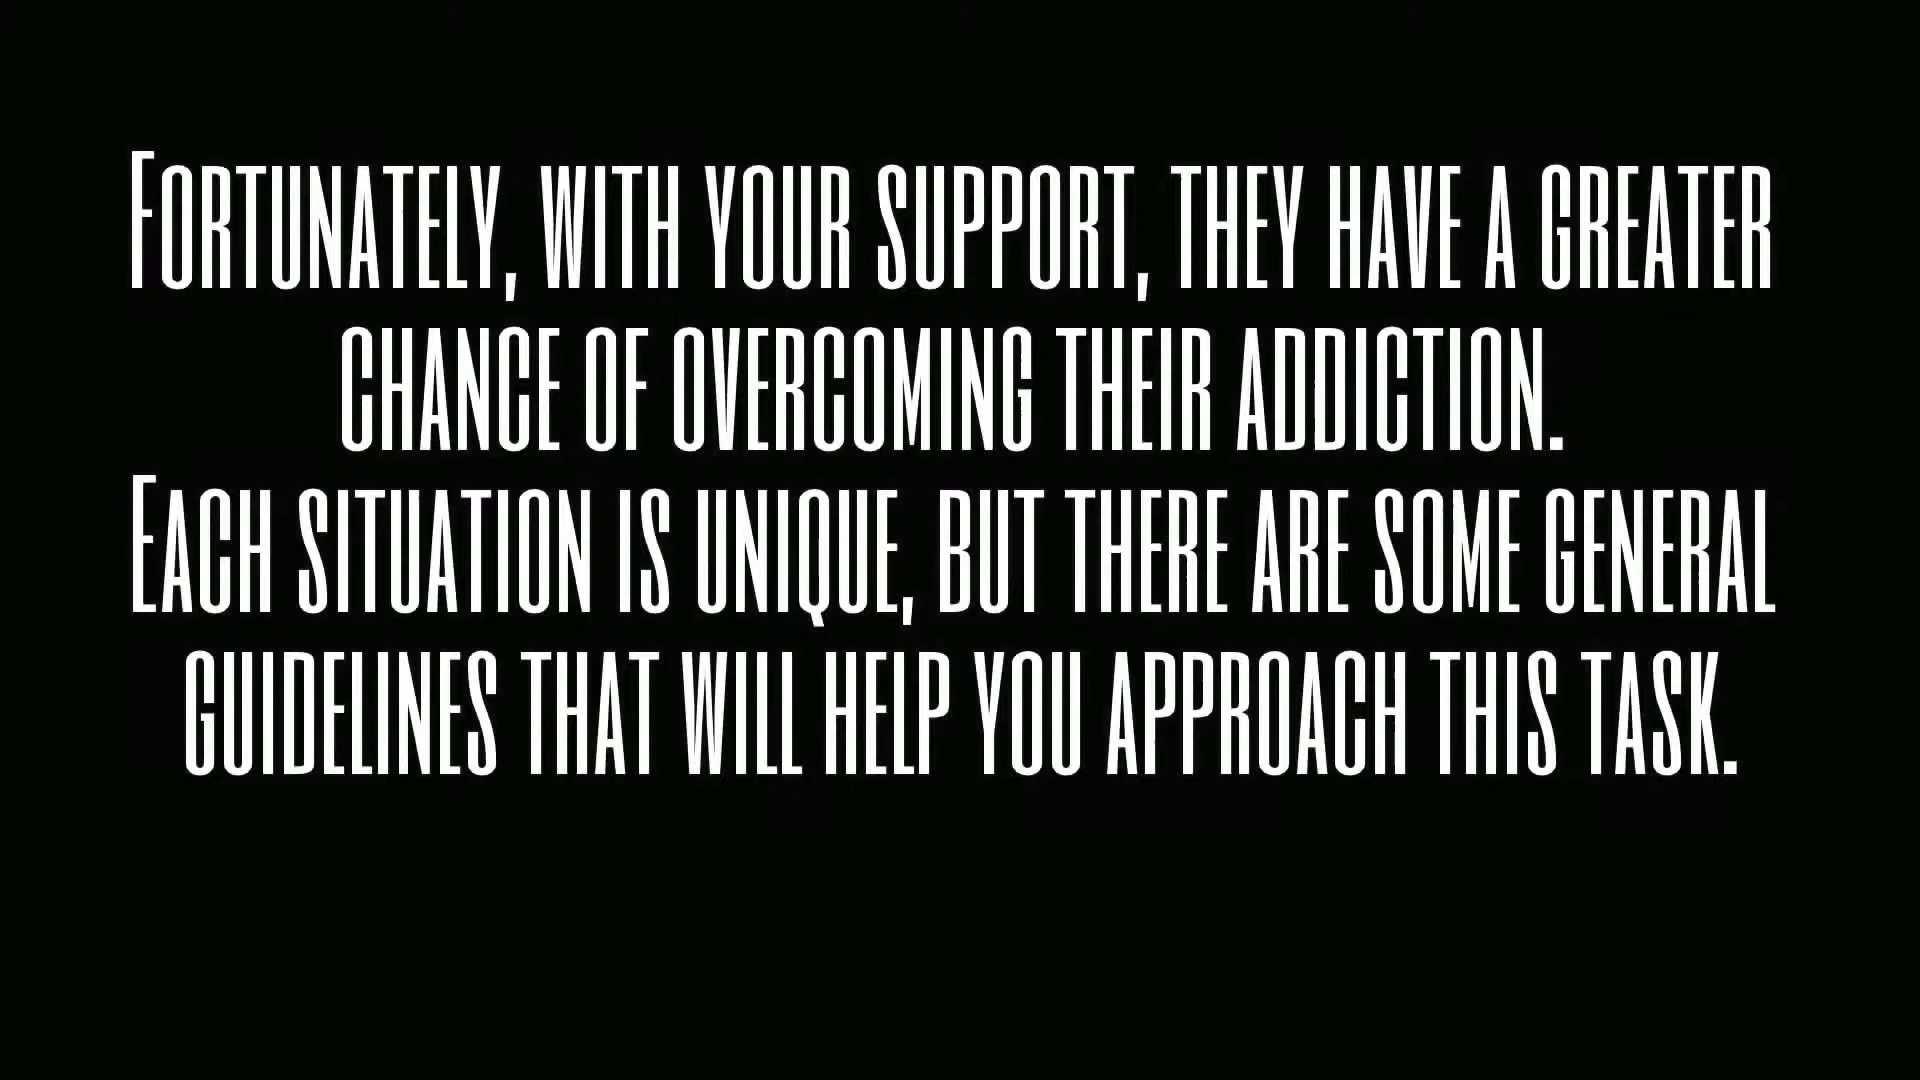 Fortunately, with your support, they have a greater
chance of overcoming their addiction.
Each situation is unique, but there are some general
guidelines that will help you approach this task.